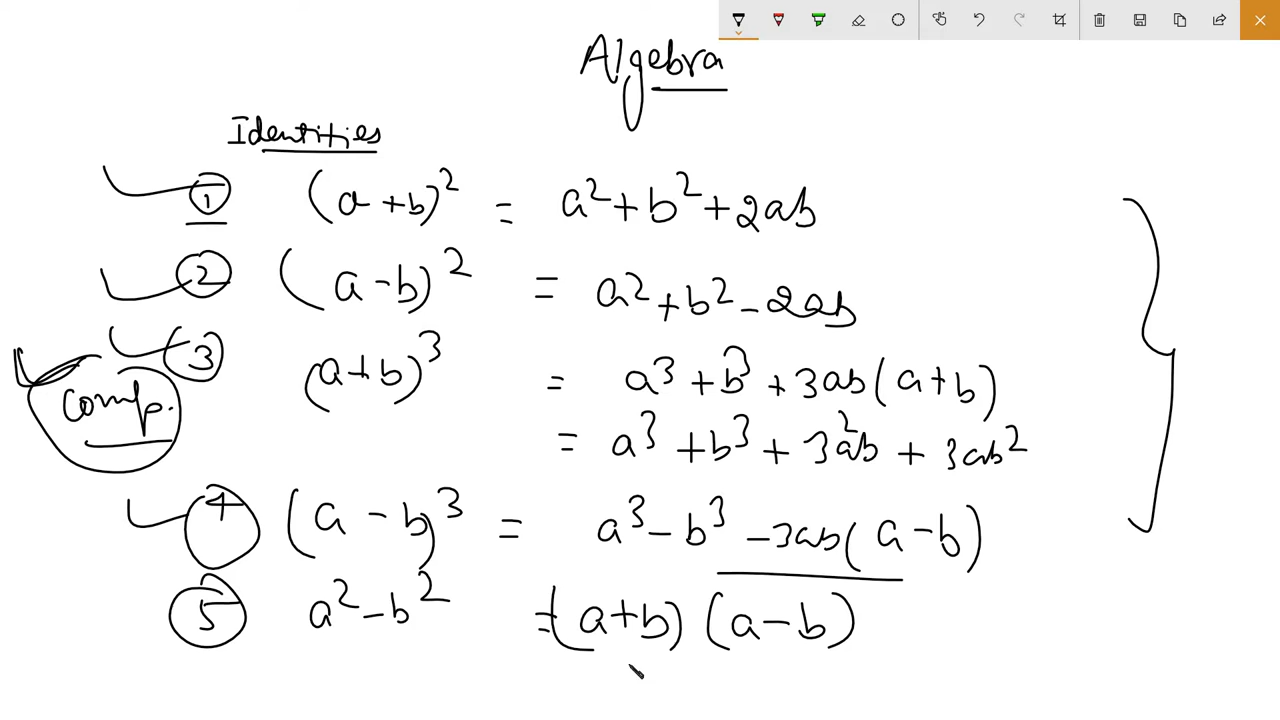 Algebra
Identities
① (a+b)² = a²+b²+2ab
② (a-b)² = a²+b²-2ab
③ (a+b)³ = a³+b³+3ab(a+b)
Comp.
= a³+b³+3a²b+3ab²
④ (a-b)³ = a³-b³-3ab(a-b)
⑤ a²-b² =(a+b)(a-b)